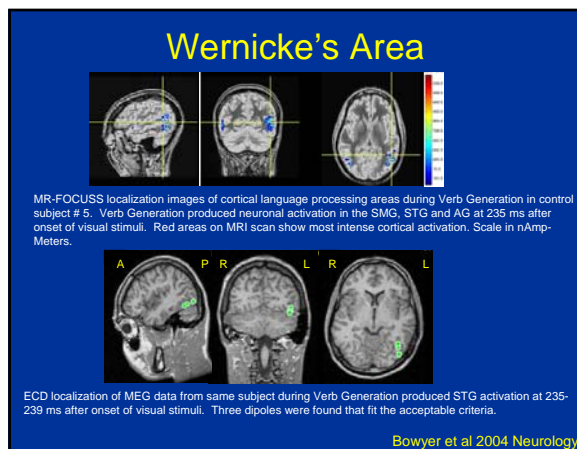 Wernicke's Area
MR-FOCUSS localization images of cortical language processing areas during Verb Generation in control
subject # 5. Verb Generation produced neuronal activation in the SMG, STG and AG at 235 ms after
onset of visual stimuli. Red areas on MRI scan show most intense cortical activation. Scale in nAmp-
Meters.
A P R L R L
ECD localization of MEG data from same subject during Verb Generation produced STG activation at 235-
239 ms after onset of visual stimuli. Three dipoles were found that fit the acceptable criteria.
Bowyer et al 2004 Neurology